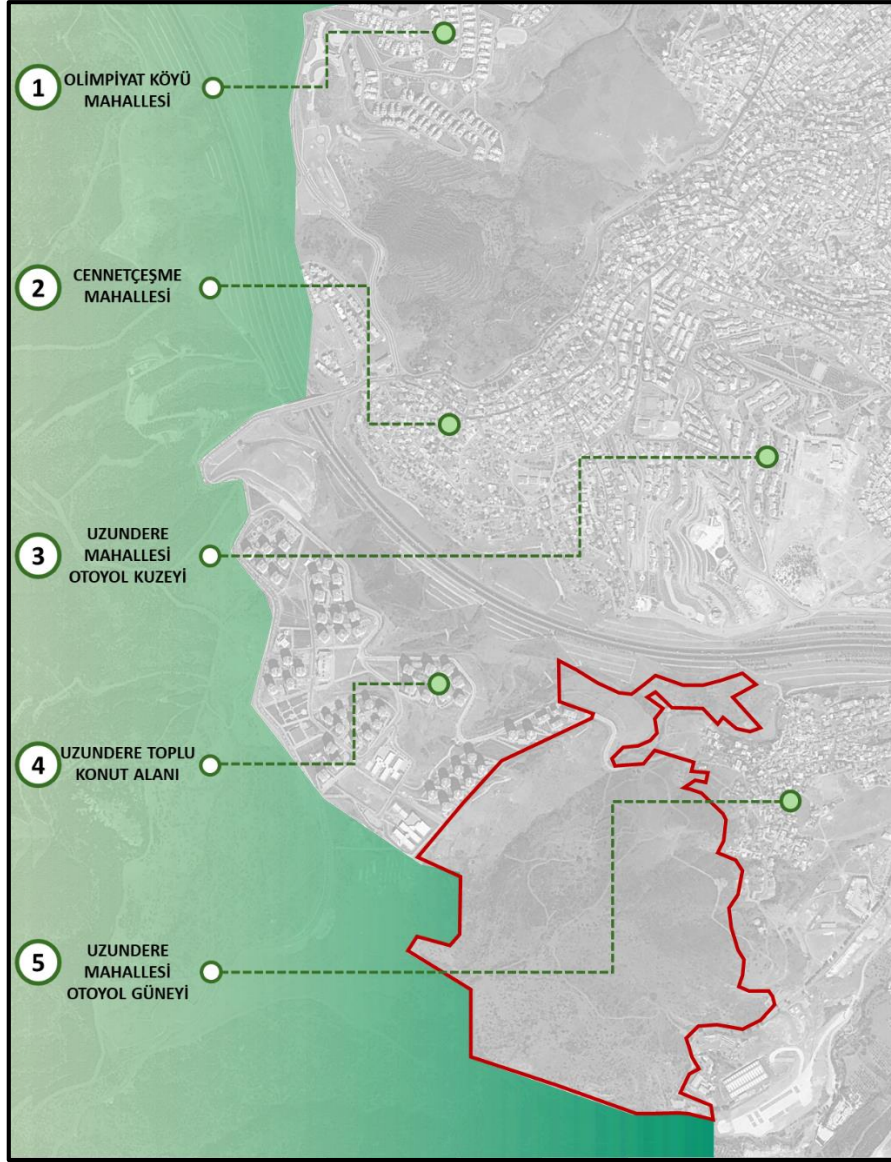 1
OLİMPİYAT KÖYÜ
MAHALLESİ
2
CENNETÇEŞME
MAHALLESİ
3
UZUNDERE
MAHALLESİ
OTOYOL KUZEYİ
4
UZUNDERE TOPLU
KONUT ALANI
5
UZUNDERE
MAHALLESİ
OTOYOL GÜNEYİ